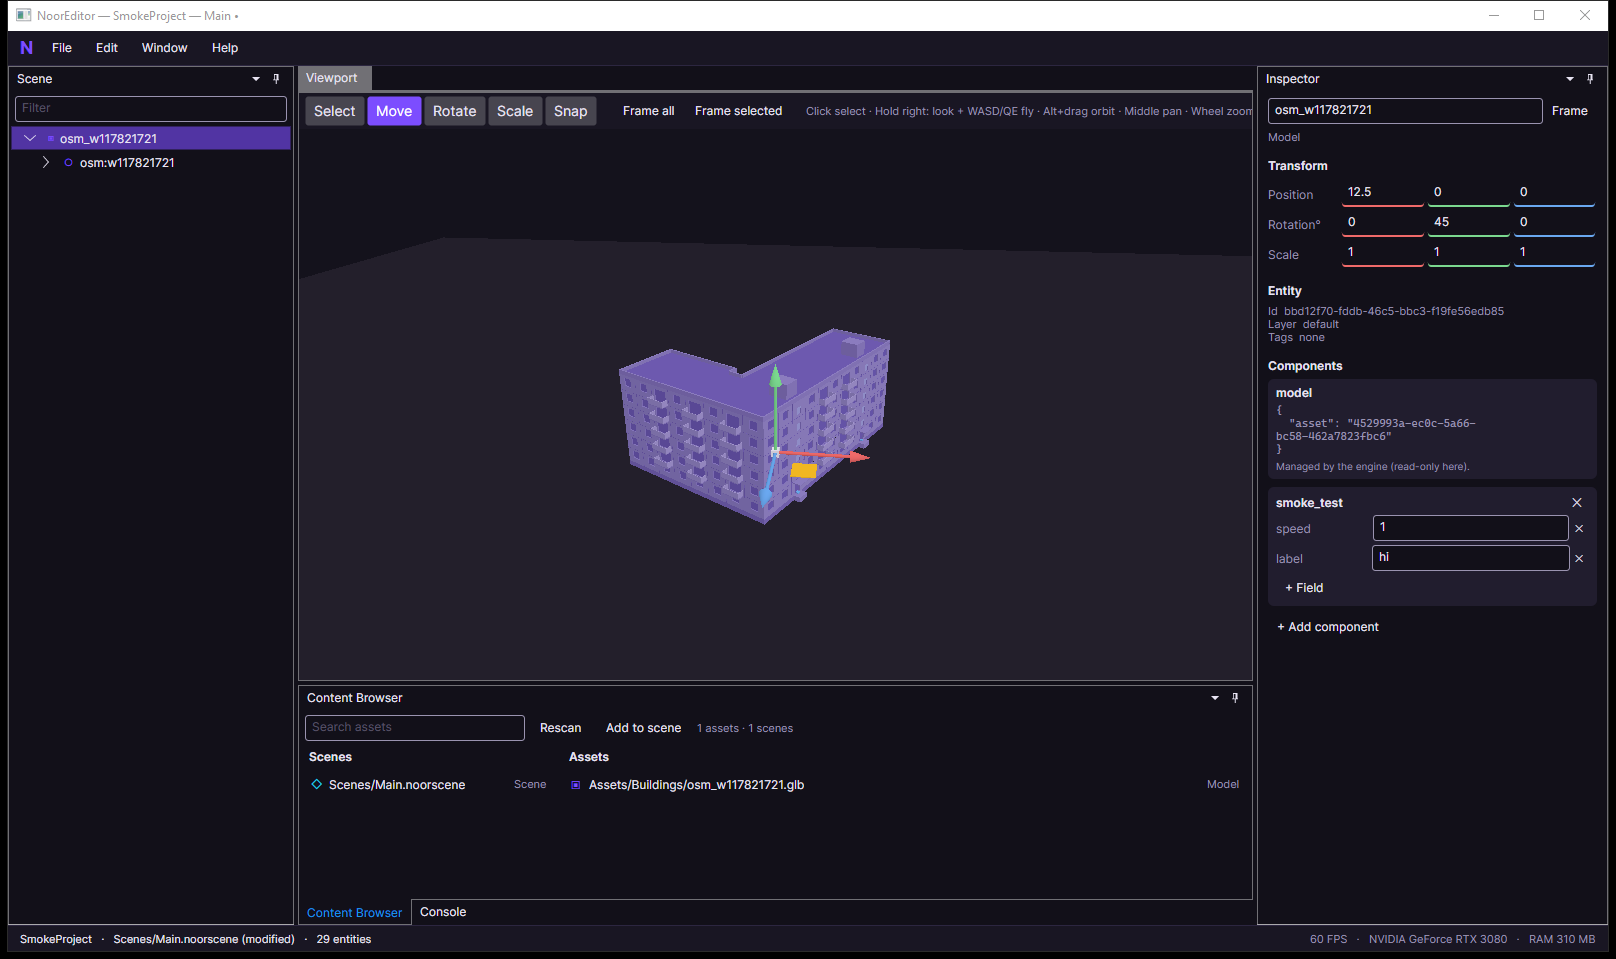 NoorEditor — SmokeProject — Main •
N File Edit Window Help
Scene
Filter
osm_w117821721
osm:w117821721
Viewport
Select Move Rotate Scale Snap Frame all Frame selected Click select · Hold right: look + WASD/QE fly · Alt+drag orbit · Middle pan · Wheel zoom
Content Browser
Search assets Rescan Add to scene 1 assets · 1 scenes
Scenes Assets
Scenes/Main.noorscene Scene Assets/Buildings/osm_w117821721.glb Model
Content Browser Console
Inspector
osm_w117821721 Frame
Model
Transform
Position 12.5 0 0
Rotation° 0 45 0
Scale 1 1 1
Entity
Id bbd12f70-fddb-46c5-bbc3-f19fe56edb85
Layer default
Tags none
Components
model
{
"asset": "4529993a-ec0c-5a66-
bc58-462a7823fbc6"
}
Managed by the engine (read-only here).
smoke_test
speed 1
label hi
+ Field
+ Add component
SmokeProject · Scenes/Main.noorscene (modified) · 29 entities
60 FPS · NVIDIA GeForce RTX 3080 · RAM 310 MB